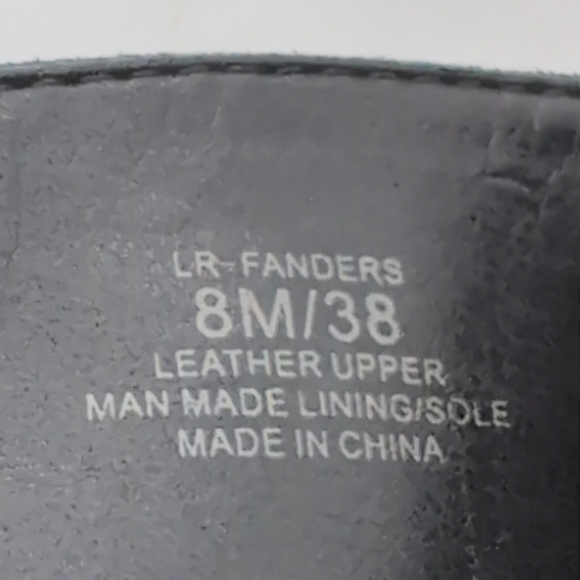 LR-FANDERS
8M/38
LEATHER UPPER
MAN MADE LINING/SOLE
MADE IN CHINA